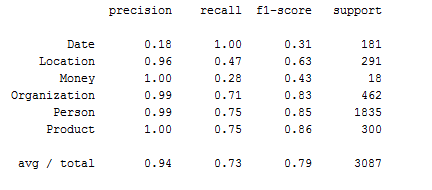 precision recall f1-score support
Date 0.18 1.00 0.31 181
Location 0.96 0.47 0.63 291
Money 1.00 0.28 0.43 18
Organization 0.99 0.71 0.83 462
Person 0.99 0.75 0.85 1835
Product 1.00 0.75 0.86 300
avg / total 0.94 0.73 0.79 3087